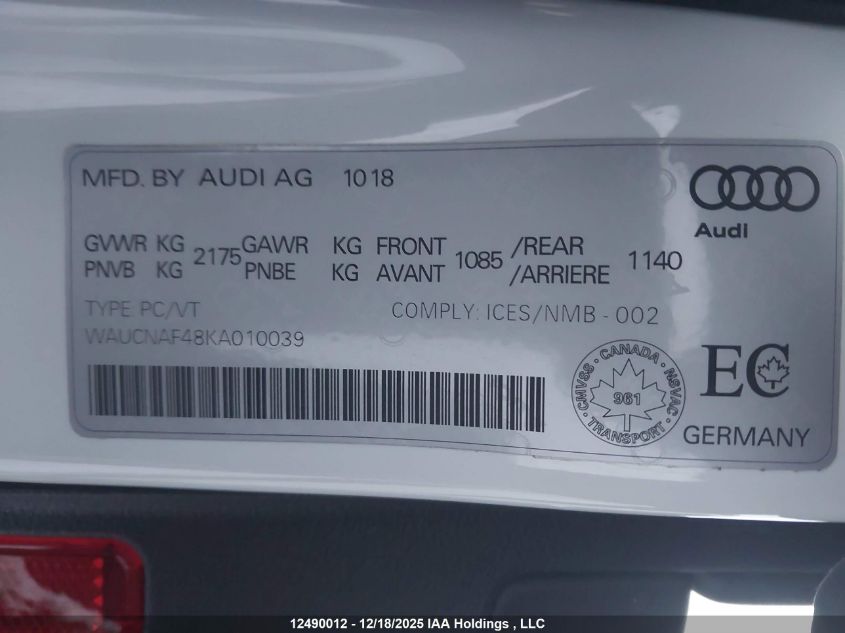 MFD. BY AUDI AG 1018
Audi
GVWR KG 2175 GAWR KG FRONT 1085 /REAR 1140
PNVB KG PNBE KG AVANT /ARRIERE
TYPE: PC/VT COMPLY: ICES/NMB - 002
WAUCNAF48KA010039
CANADA
CMVSS NSVAC
961
TRANSPORT
EC
GERMANY
12490012 - 12/18/2025 IAA Holdings , LLC